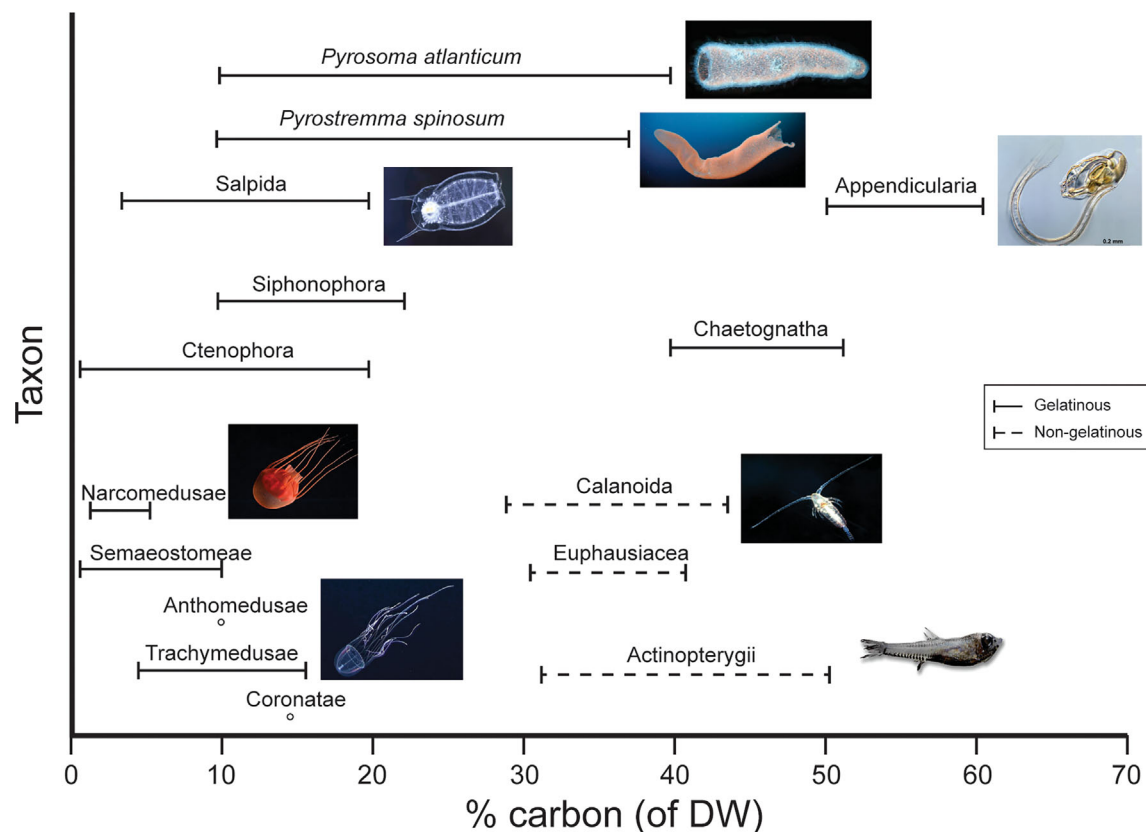 Pyrosoma atlanticum
Pyrostremma spinosum
Salpida
Appendicularia
0.2 mm
Siphonophora
Chaetognatha
Ctenophora
Taxon
Gelatinous
Non-gelatinous
Narcomedusae
Calanoida
Semaeostomeae
Euphausiacea
Anthomedusae
Trachymedusae
Actinopterygii
Coronatae
0 10 20 30 40 50 60 70
% carbon (of DW)